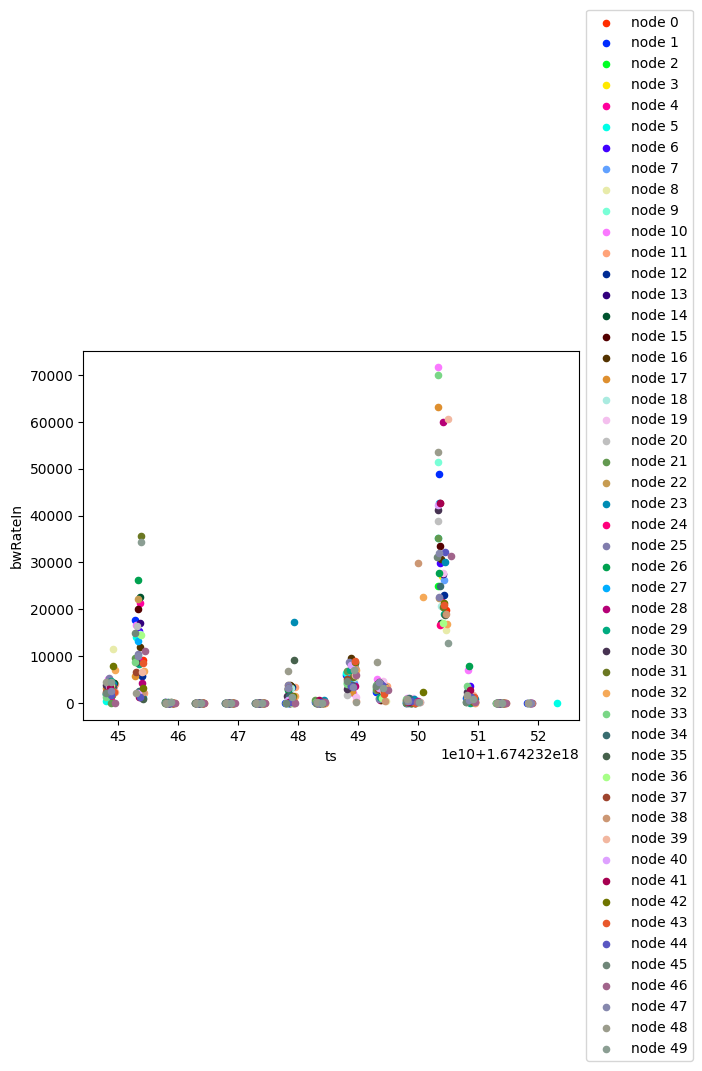 node 0
node 1
node 2
node 3
node 4
node 5
node 6
node 7
node 8
node 9
node 10
node 11
node 12
node 13
node 14
node 15
node 16
node 17
node 18
node 19
node 20
node 21
node 22
node 23
node 24
node 25
node 26
node 27
node 28
node 29
node 30
node 31
node 32
node 33
node 34
node 35
node 36
node 37
node 38
node 39
node 40
node 41
node 42
node 43
node 44
node 45
node 46
node 47
node 48
node 49
bwRateIn
70000
60000
50000
40000
30000
20000
10000
0
45 46 47 48 49 50 51 52
ts
1e10+1.674232e18